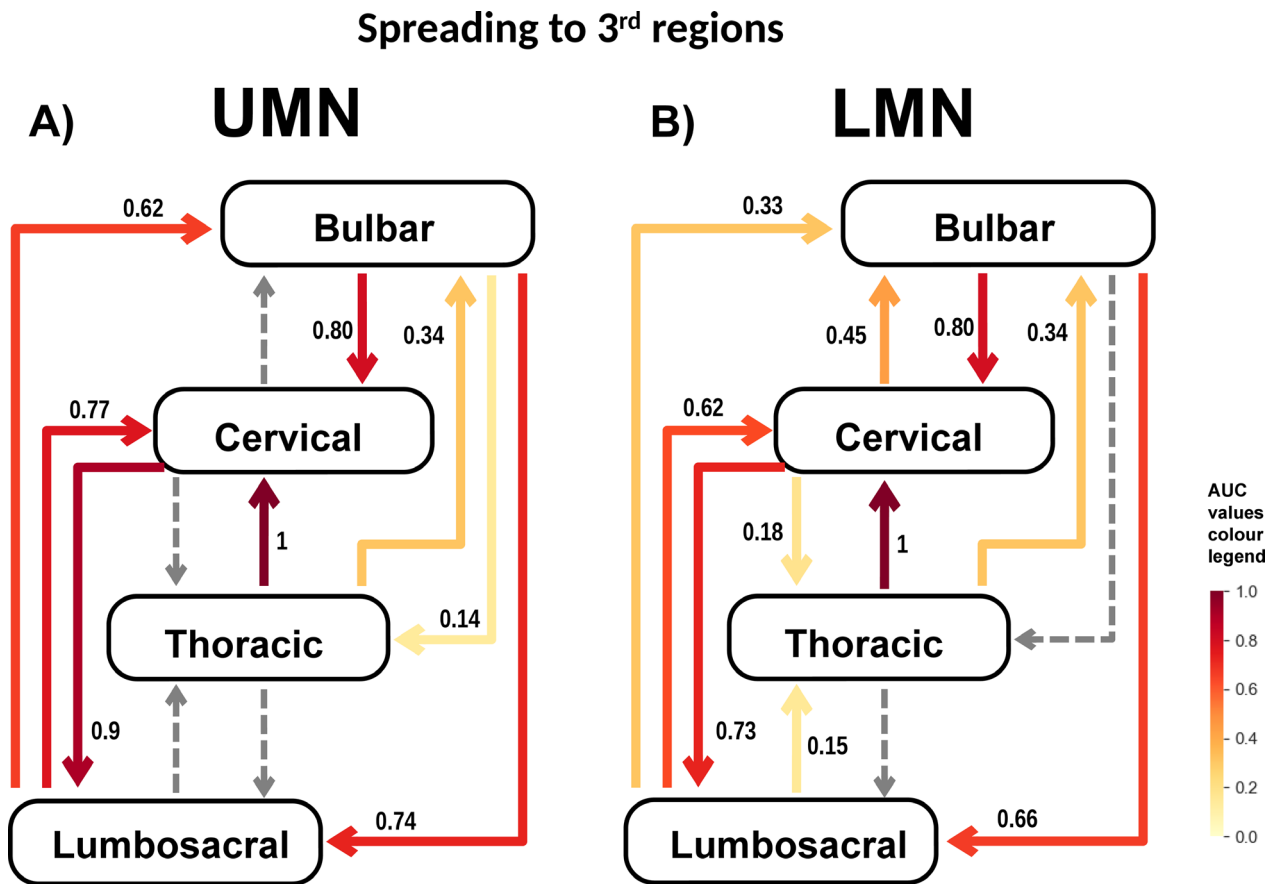 Spreading to 3rd regions
A)
UMN
0.62
Bulbar
0.80
0.34
0.77
Cervical
1
Thoracic
0.14
0.9
Lumbosacral
0.74
B)
LMN
0.33
Bulbar
0.45
0.80
0.34
0.62
Cervical
0.18
1
Thoracic
0.73
0.15
Lumbosacral
0.66
AUC
values
colour
legend
1.0
0.8
0.6
0.4
0.2
0.0